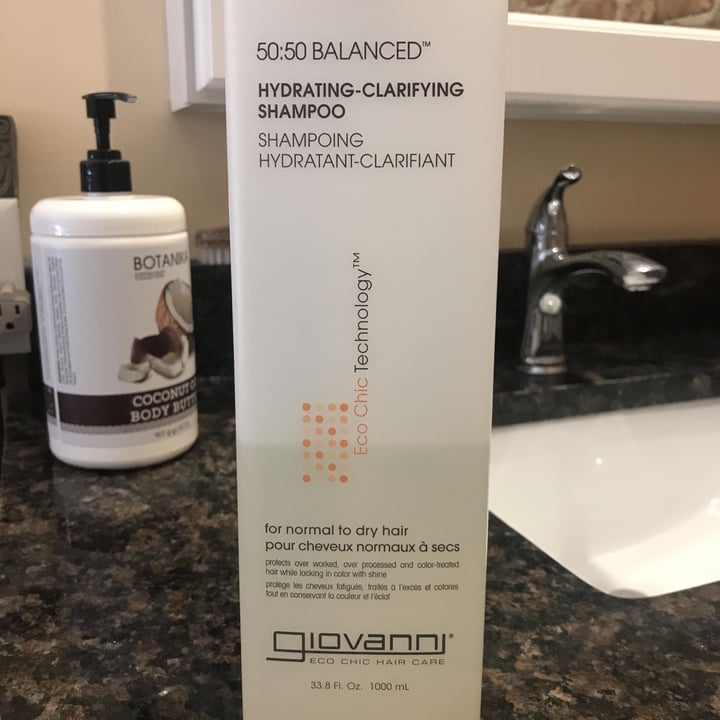 50:50 BALANCED™
HYDRATING-CLARIFYING
SHAMPOO
SHAMPOING
HYDRATANT-CLARIFIANT
Eco Chic Technology™
for normal to dry hair
pour cheveux normaux à secs
protects over worked, over processed and color-treated
hair while locking in color with shine
protège les cheveux fatigués, traités à l'excès et colorés
tout en conservant la couleur et l'éclat
giovanni®
ECO CHIC HAIR CARE
33.8 Fl. Oz. 1000 mL
BOTANIKA
COCONUT
BODY